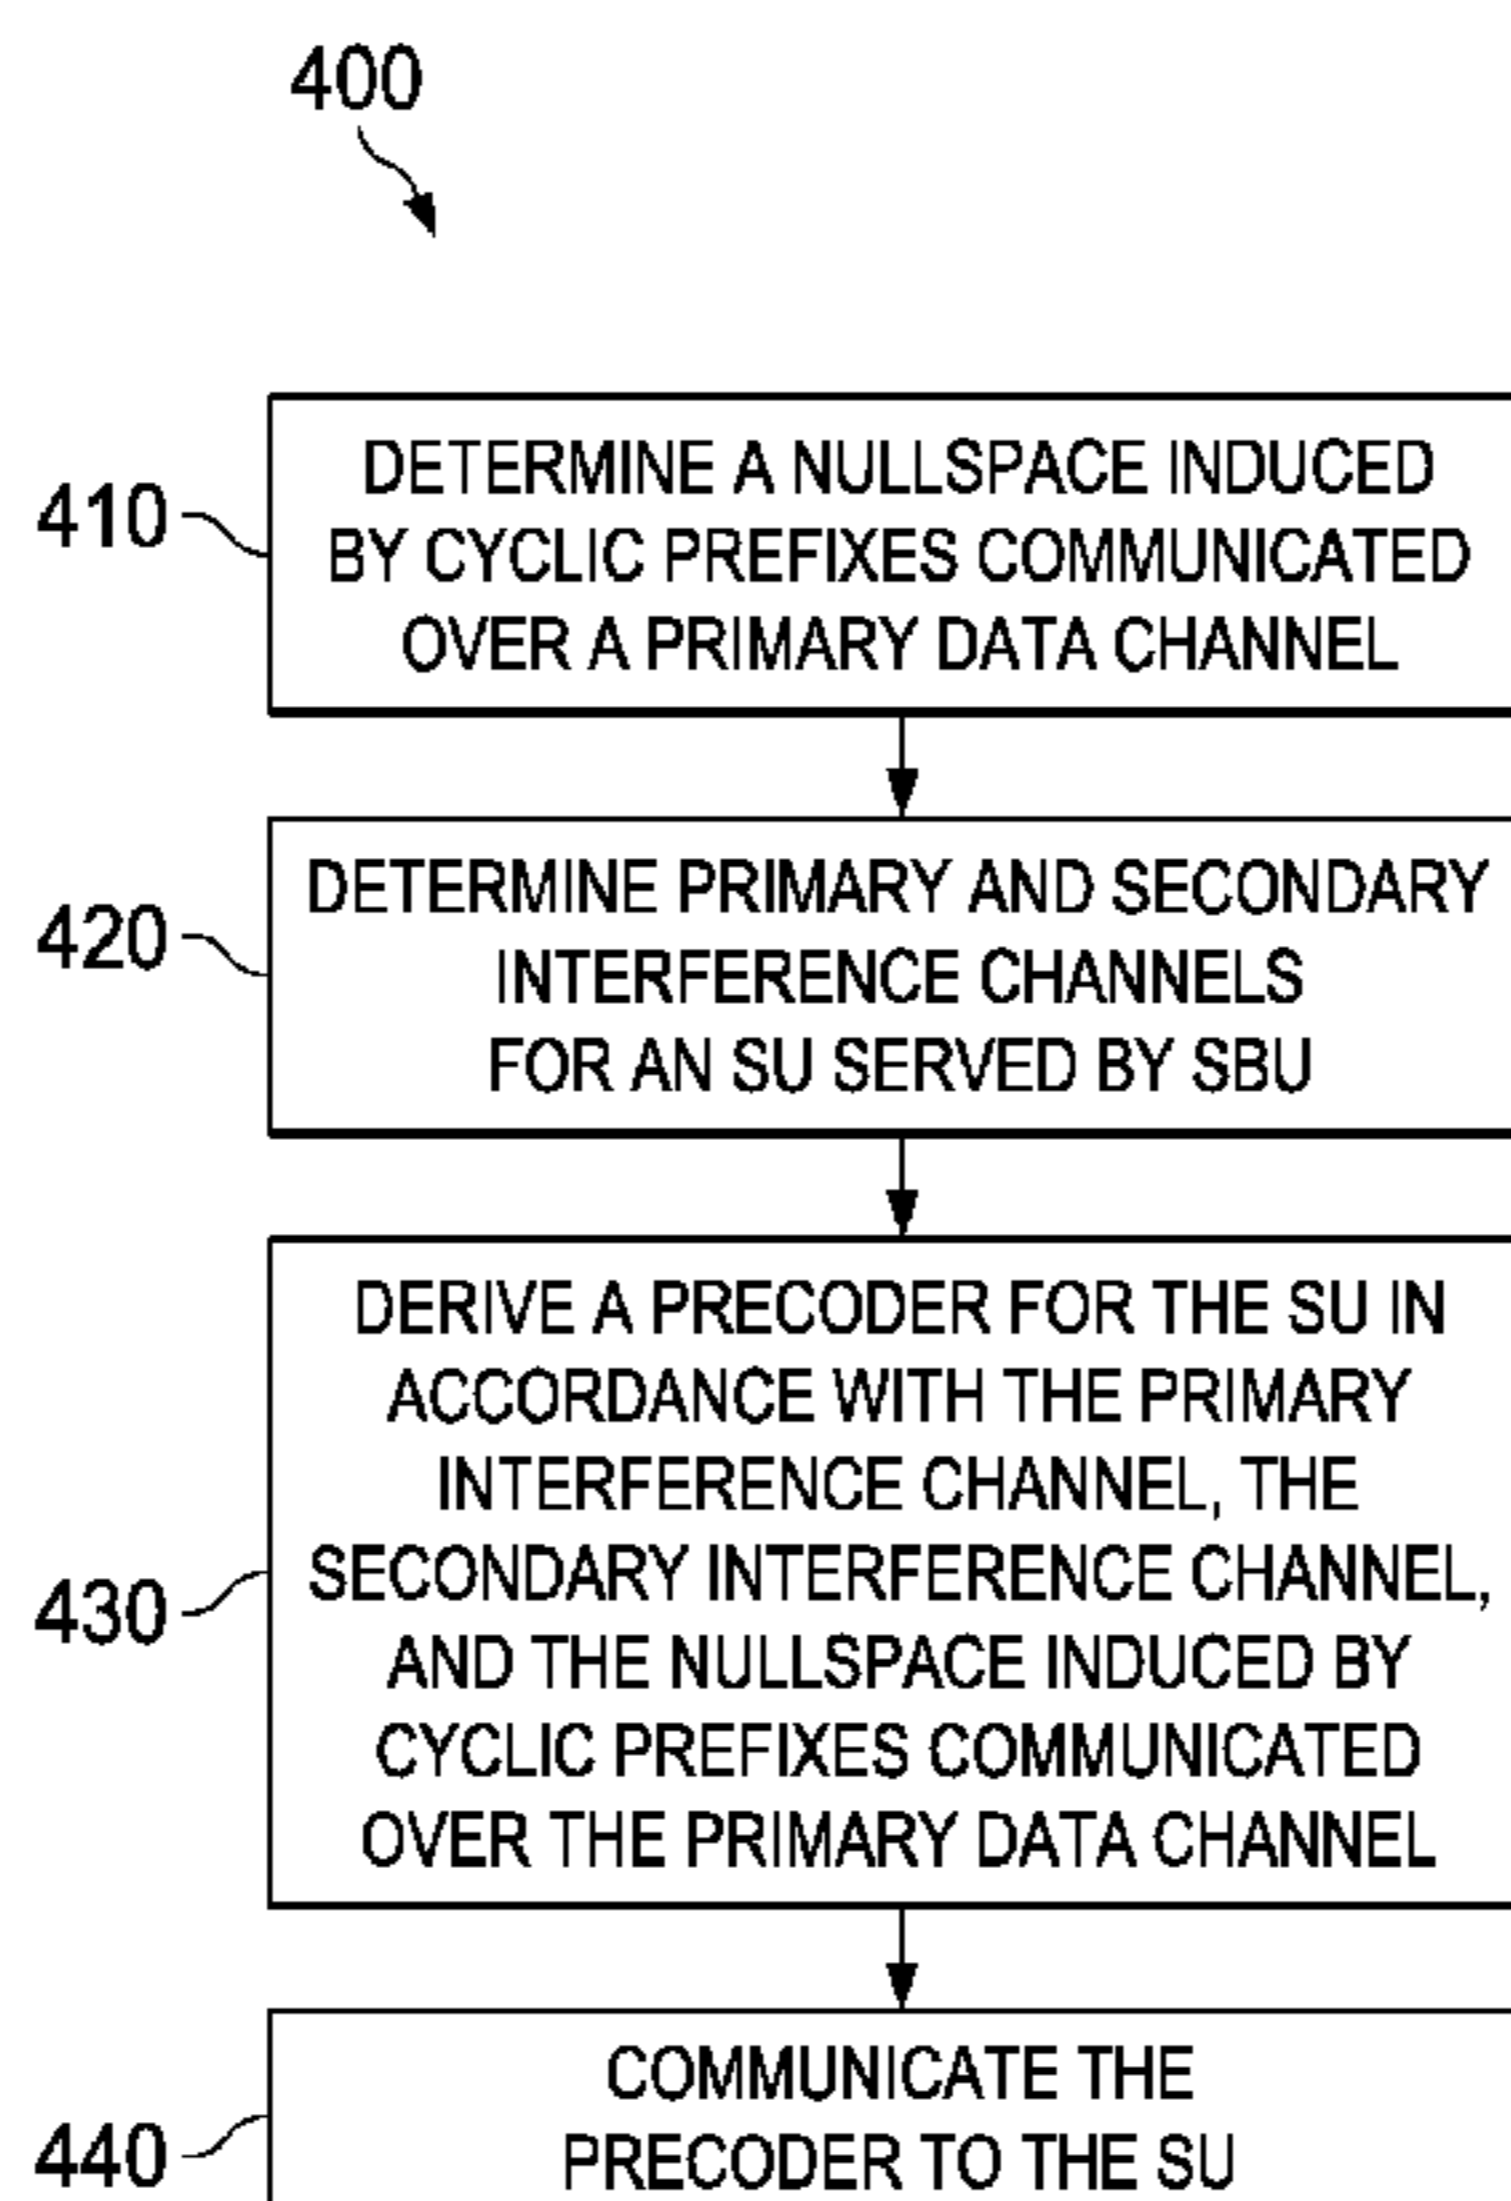 400
410
DETERMINE A NULLSPACE INDUCED
BY CYCLIC PREFIXES COMMUNICATED
OVER A PRIMARY DATA CHANNEL
420
DETERMINE PRIMARY AND SECONDARY
INTERFERENCE CHANNELS
FOR AN SU SERVED BY SBU
430
DERIVE A PRECODER FOR THE SU IN
ACCORDANCE WITH THE PRIMARY
INTERFERENCE CHANNEL, THE
SECONDARY INTERFERENCE CHANNEL,
AND THE NULLSPACE INDUCED BY
CYCLIC PREFIXES COMMUNICATED
OVER THE PRIMARY DATA CHANNEL
440
COMMUNICATE THE
PRECODER TO THE SU